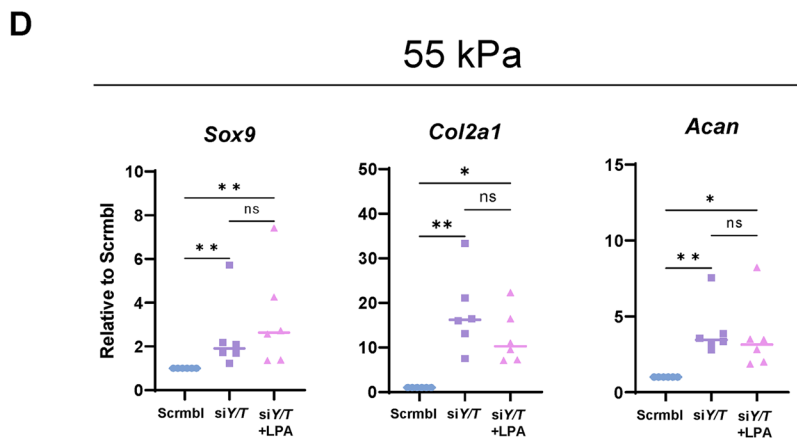 D
55 kPa
Sox9
Relative to Scrmbl
10
8
6
4
2
0
**
ns
**
Scrmbl
siY/T
siY/T
+LPA
Col2a1
50
40
30
20
10
0
*
ns
**
Scrmbl
siY/T
siY/T
+LPA
Acan
15
10
5
0
*
ns
**
Scrmbl
siY/T
siY/T
+LPA